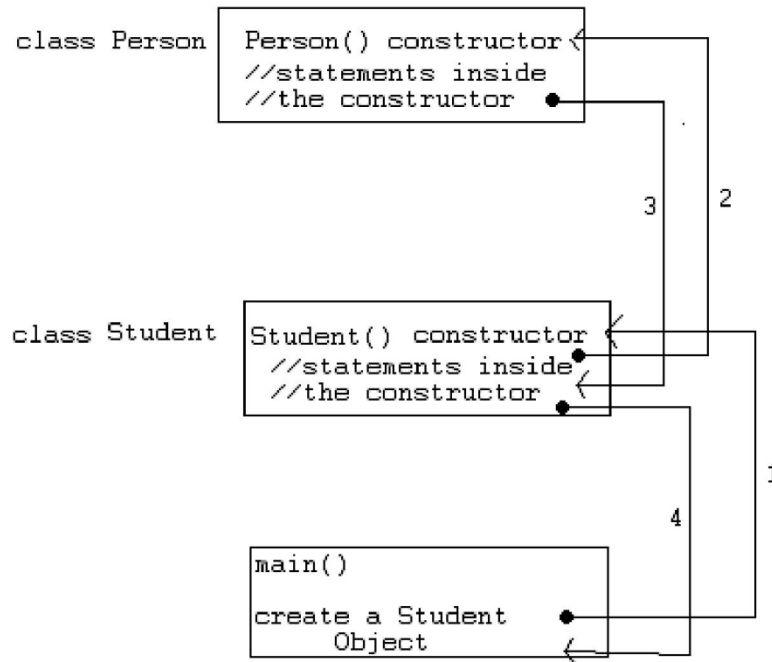 class Person
Person() constructor
//statements inside
//the constructor
3
2
class Student
Student() constructor
//statements inside
//the constructor
4
1
main()
create a Student
Object